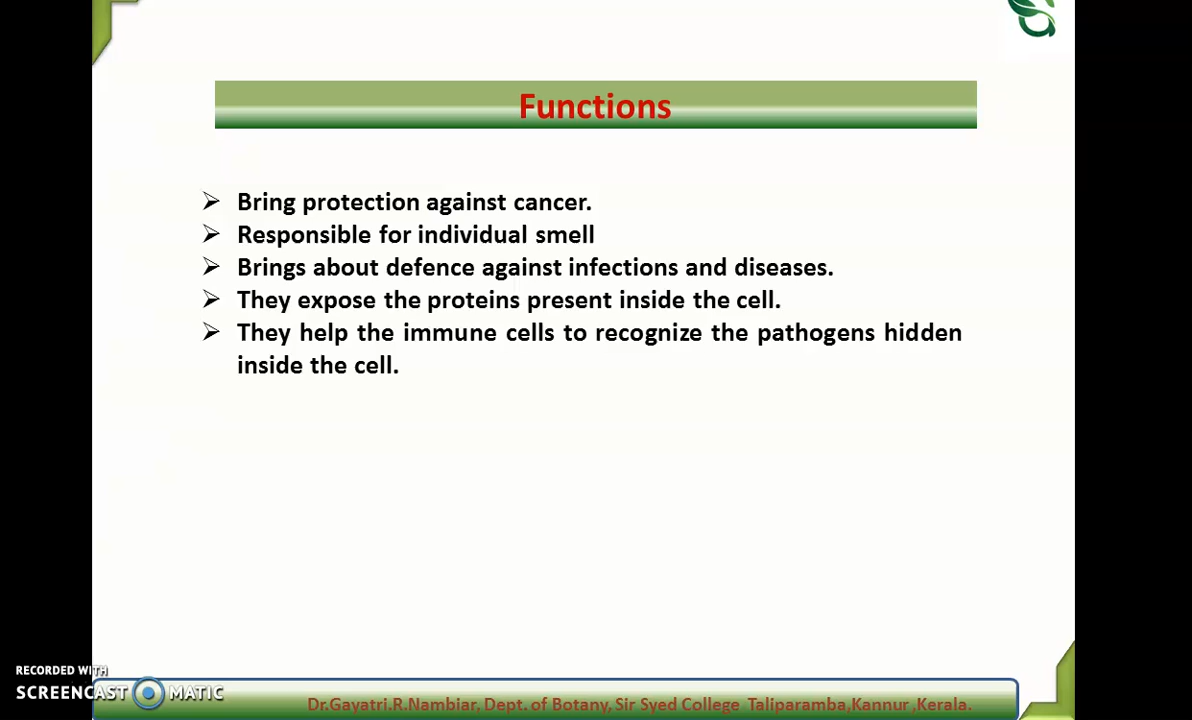 Functions
➢ Bring protection against cancer.
➢ Responsible for individual smell
➢ Brings about defence against infections and diseases.
➢ They expose the proteins present inside the cell.
➢ They help the immune cells to recognize the pathogens hidden
inside the cell.
RECORDED WITH
SCREENCAST MATIC
Dr.Gayatri.R.Nambiar, Dept. of Botany, Sir Syed College Taliparamba,Kannur ,Kerala.